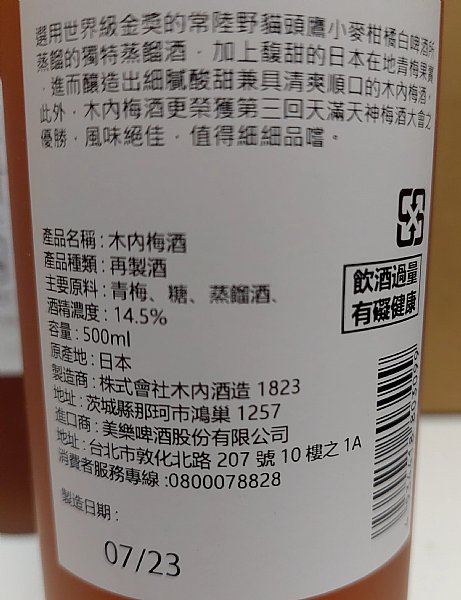 選用世界級金獎的常陸野貓頭鷹小麥柑橘白啤酒所
蒸餾的獨特蒸餾酒，加上馥甜的日本在地青梅果實，
進而釀造出細膩酸甜兼具清爽順口的木內梅酒。
此外，木內梅酒更榮獲第三回天滿天神梅酒大會之
優勝，風味絕佳，值得細細品嚐。
產品名稱：木內梅酒
產品種類：再製酒
主要原料：青梅、糖、蒸餾酒、
酒精濃度：14.5%
容量：500ml
原產地：日本
製造商：株式會社木內酒造 1823
地址：茨城縣那珂市鴻巢 1257
進口商：美樂啤酒股份有限公司
地址：台北市敦化北路 207 號 10 樓之 1A
消費者服務專線：0800078828
製造日期：
07/23
飲酒過量
有礙健康